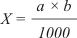 X = a × b / 1000